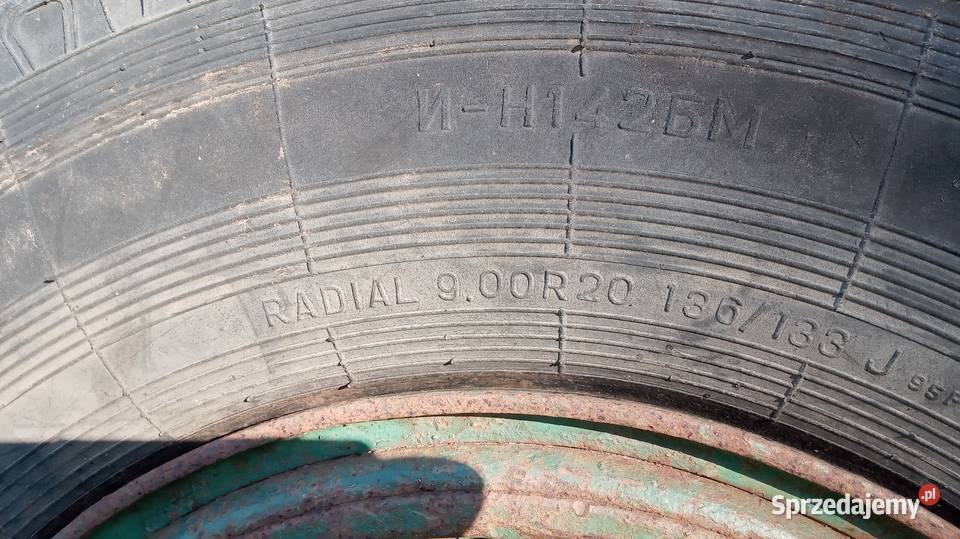 И-Н142БМ
RADIAL 9.00R20 136/133 J
Sprzedajemy.pl